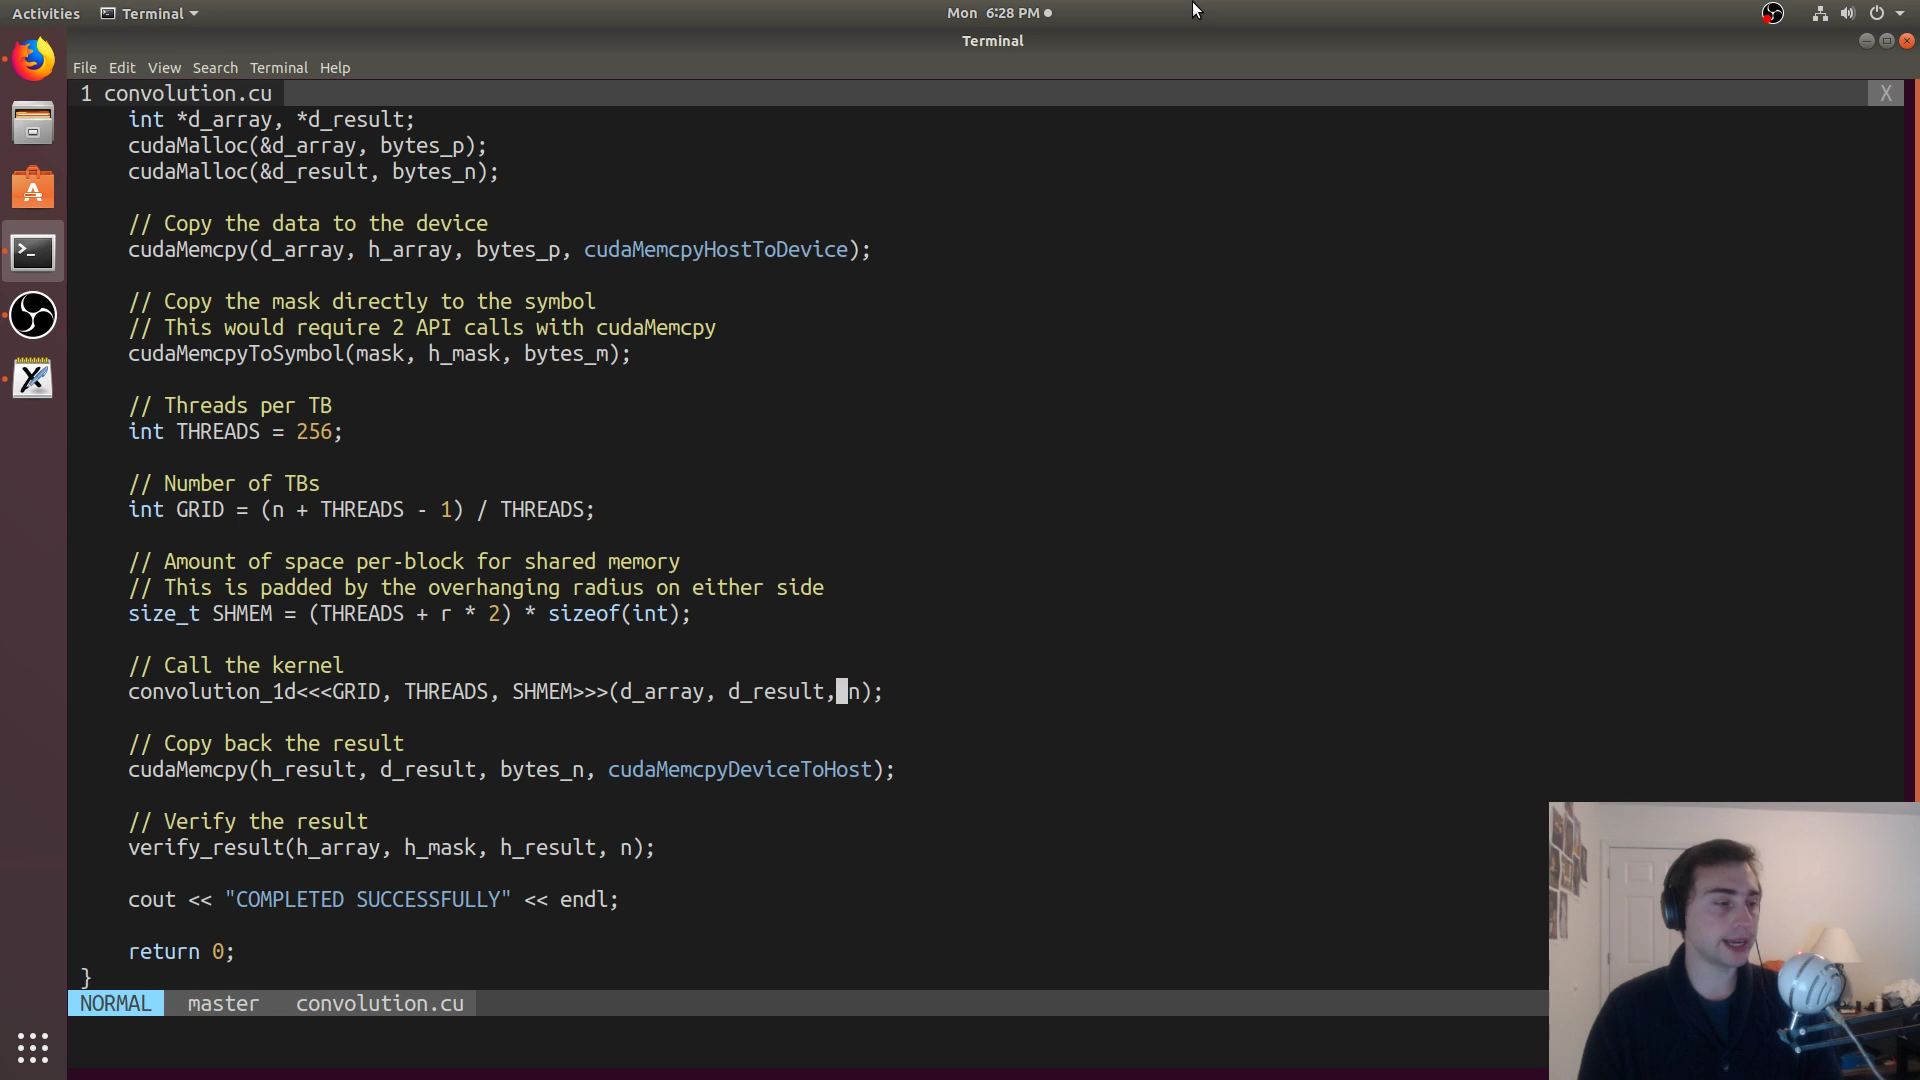 Activities Terminal Mon 6:28 PM
Terminal
File Edit View Search Terminal Help
1 convolution.cu X
int *d_array, *d_result;
cudaMalloc(&d_array, bytes_p);
cudaMalloc(&d_result, bytes_n);
// Copy the data to the device
cudaMemcpy(d_array, h_array, bytes_p, cudaMemcpyHostToDevice);
// Copy the mask directly to the symbol
// This would require 2 API calls with cudaMemcpy
cudaMemcpyToSymbol(mask, h_mask, bytes_m);
// Threads per TB
int THREADS = 256;
// Number of TBs
int GRID = (n + THREADS - 1) / THREADS;
// Amount of space per-block for shared memory
// This is padded by the overhanging radius on either side
size_t SHMEM = (THREADS + r * 2) * sizeof(int);
// Call the kernel
convolution_1d<<<GRID, THREADS, SHMEM>>>(d_array, d_result, n);
// Copy back the result
cudaMemcpy(h_result, d_result, bytes_n, cudaMemcpyDeviceToHost);
// Verify the result
verify_result(h_array, h_mask, h_result, n);
cout << "COMPLETED SUCCESSFULLY" << endl;
return 0;
}
NORMAL master convolution.cu